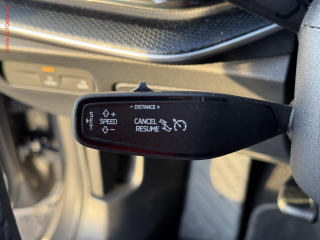 − DISTANCE +
SET
+
SPEED
−
CANCEL
RESUME